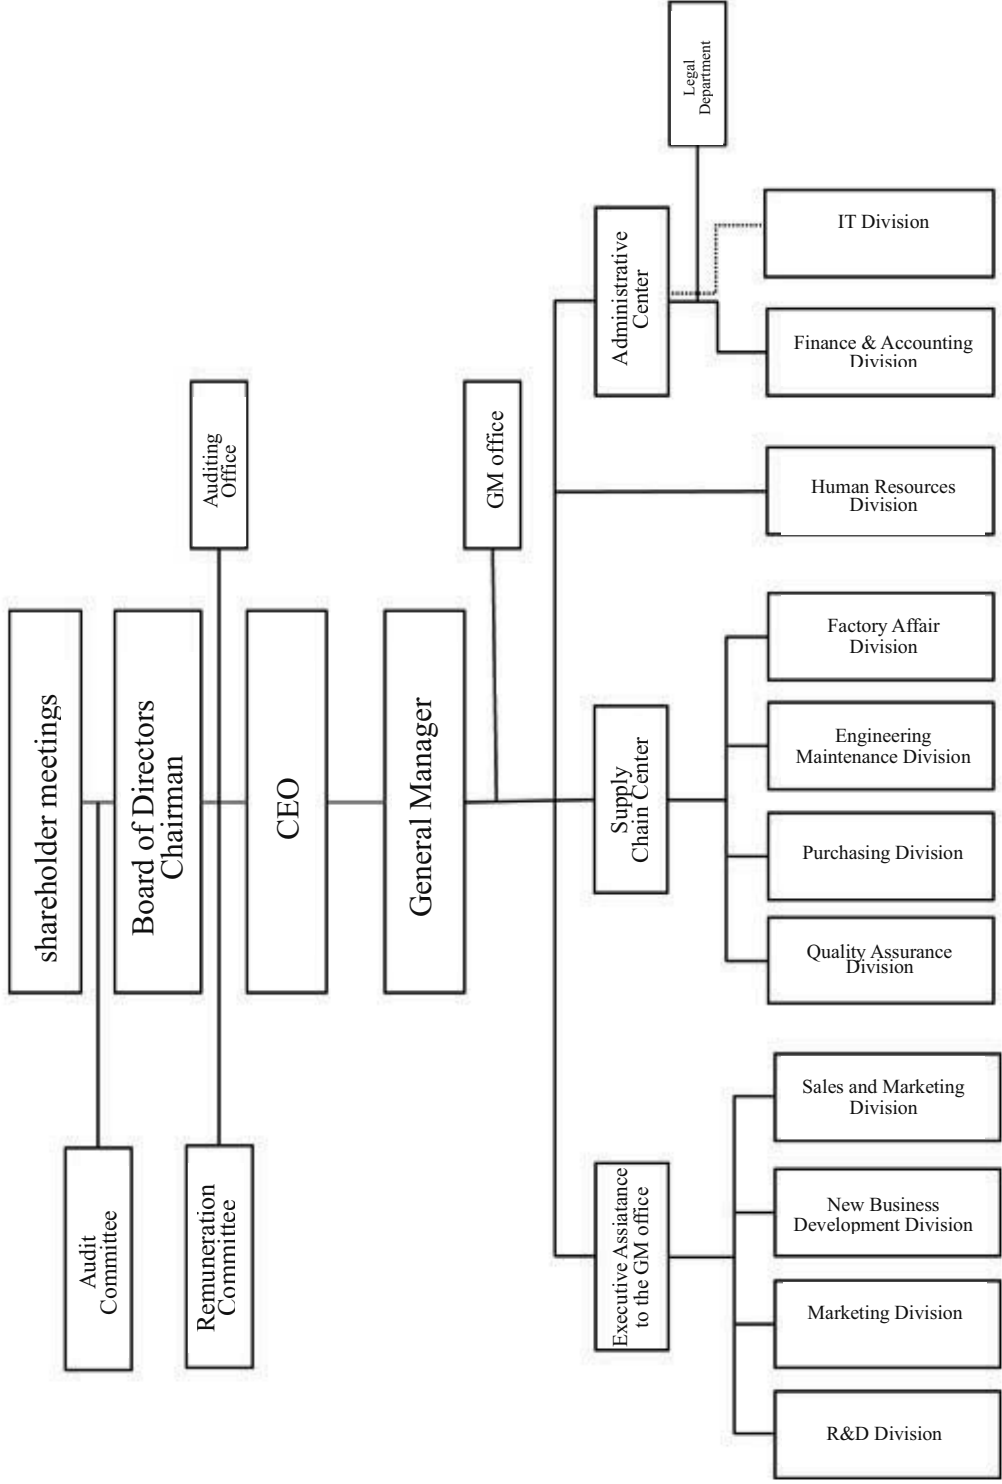 shareholder meetings
Audit
Committee
Board of Directors
Chairman
Auditing
Office
Remuneration
Committee
CEO
General Manager
GM office
Executive Assiatance
to the GM office
Supply
Chain Center
Administrative
Center
Legal
Department
R&D Division
Marketing Division
New Business
Development Division
Sales and Marketing
Division
Quality Assurance
Division
Purchasing Division
Engineering
Maintenance Division
Factory Affair
Division
Human Resources
Division
Finance & Accounting
Division
IT Division